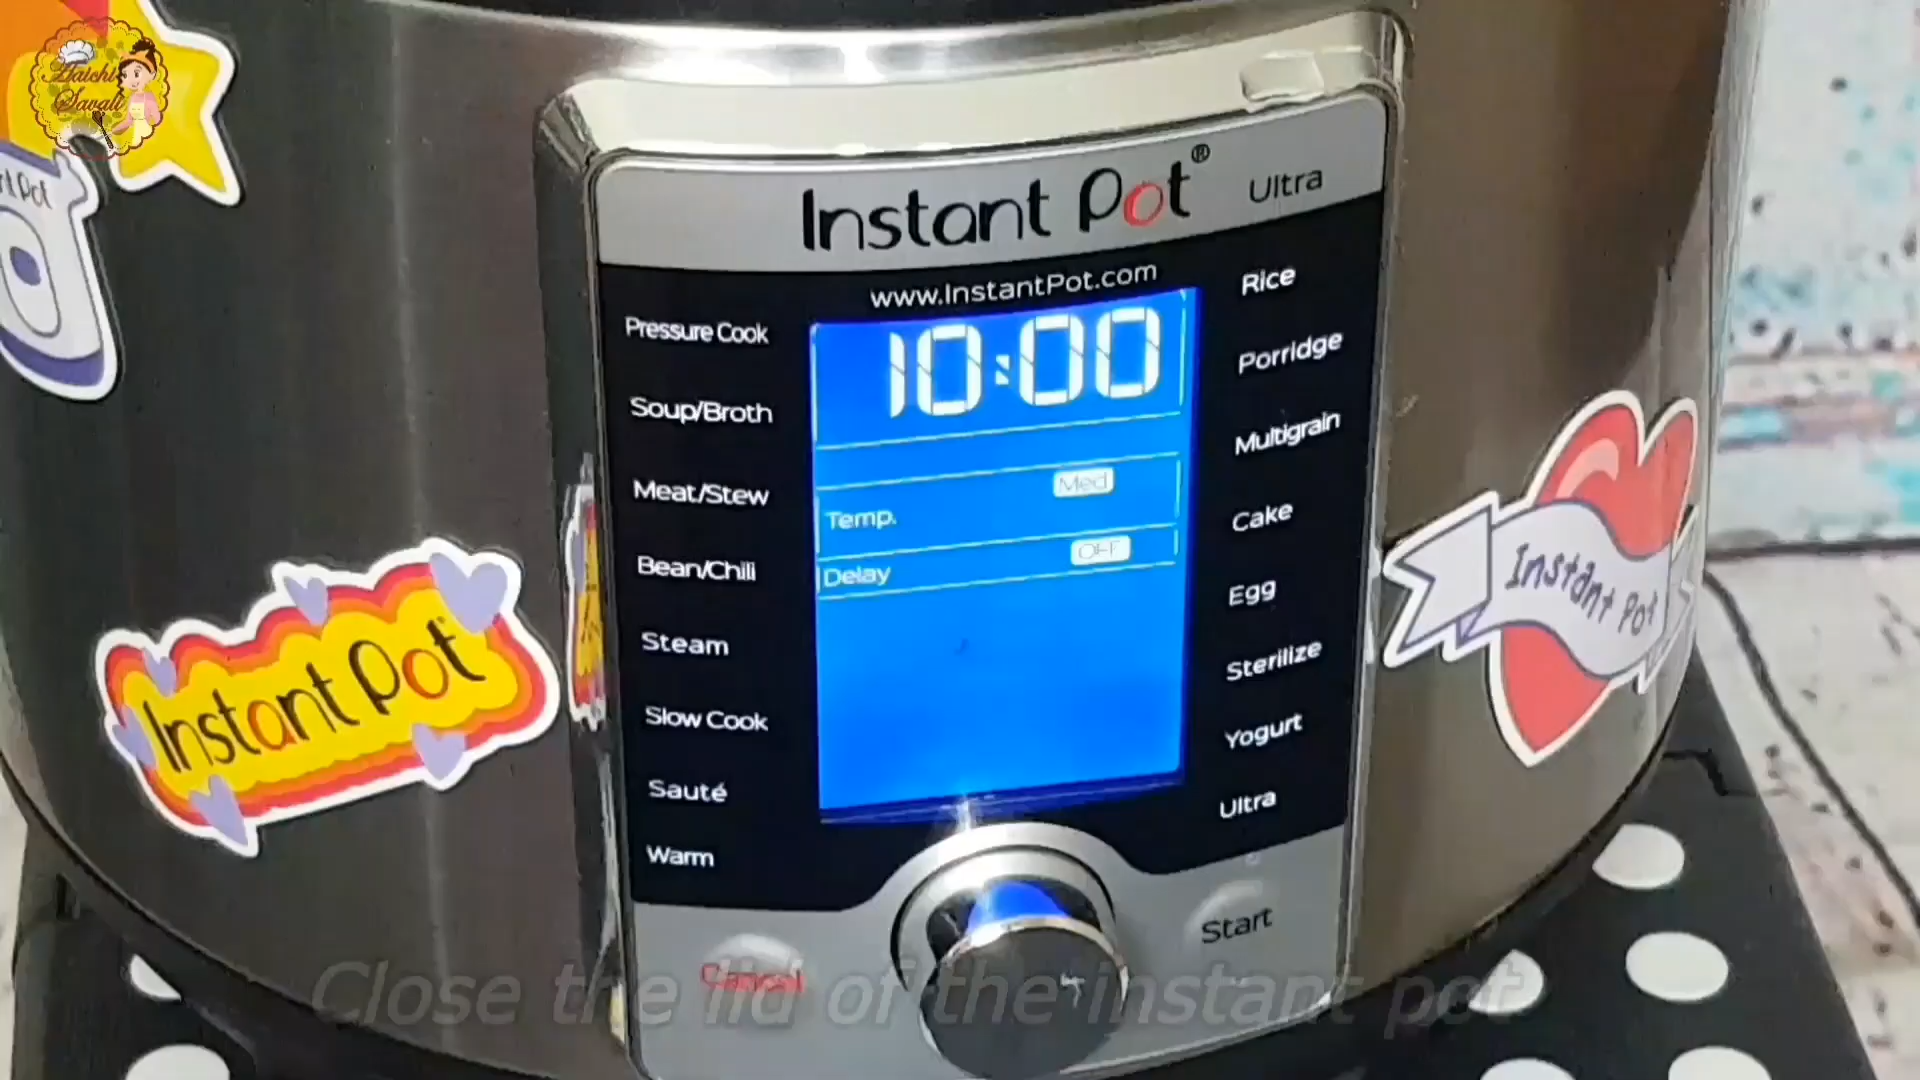 Aaichi
Savali
Instant Pot® Ultra
www.InstantPot.com
Pressure Cook
Soup/Broth
Meat/Stew
Bean/Chili
Steam
Slow Cook
Sauté
Warm
10:00
Med
Temp.
OFF
Delay
Rice
Porridge
Multigrain
Cake
Egg
Sterilize
Yogurt
Ultra
Cancel
Start
Instant Pot
Instant Pot
Close the lid of the instant pot